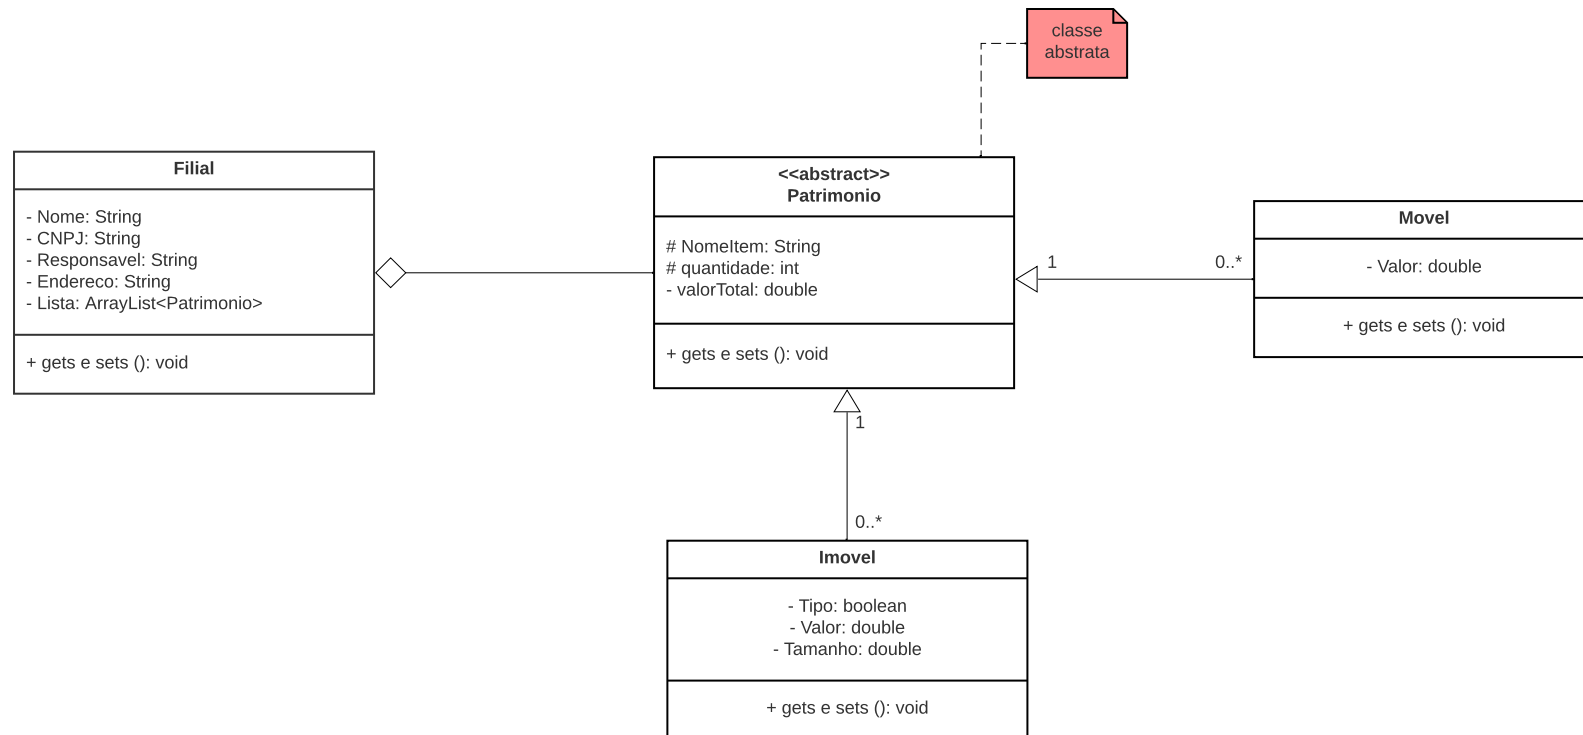 classe
abstrata
Filial
- Nome: String
- CNPJ: String
- Responsavel: String
- Endereco: String
- Lista: ArrayList<Patrimonio>
+ gets e sets (): void
<<abstract>>
Patrimonio
# NomeItem: String
# quantidade: int
- valorTotal: double
+ gets e sets (): void
1
0..*
Movel
- Valor: double
+ gets e sets (): void
1
0..*
Imovel
- Tipo: boolean
- Valor: double
- Tamanho: double
+ gets e sets (): void